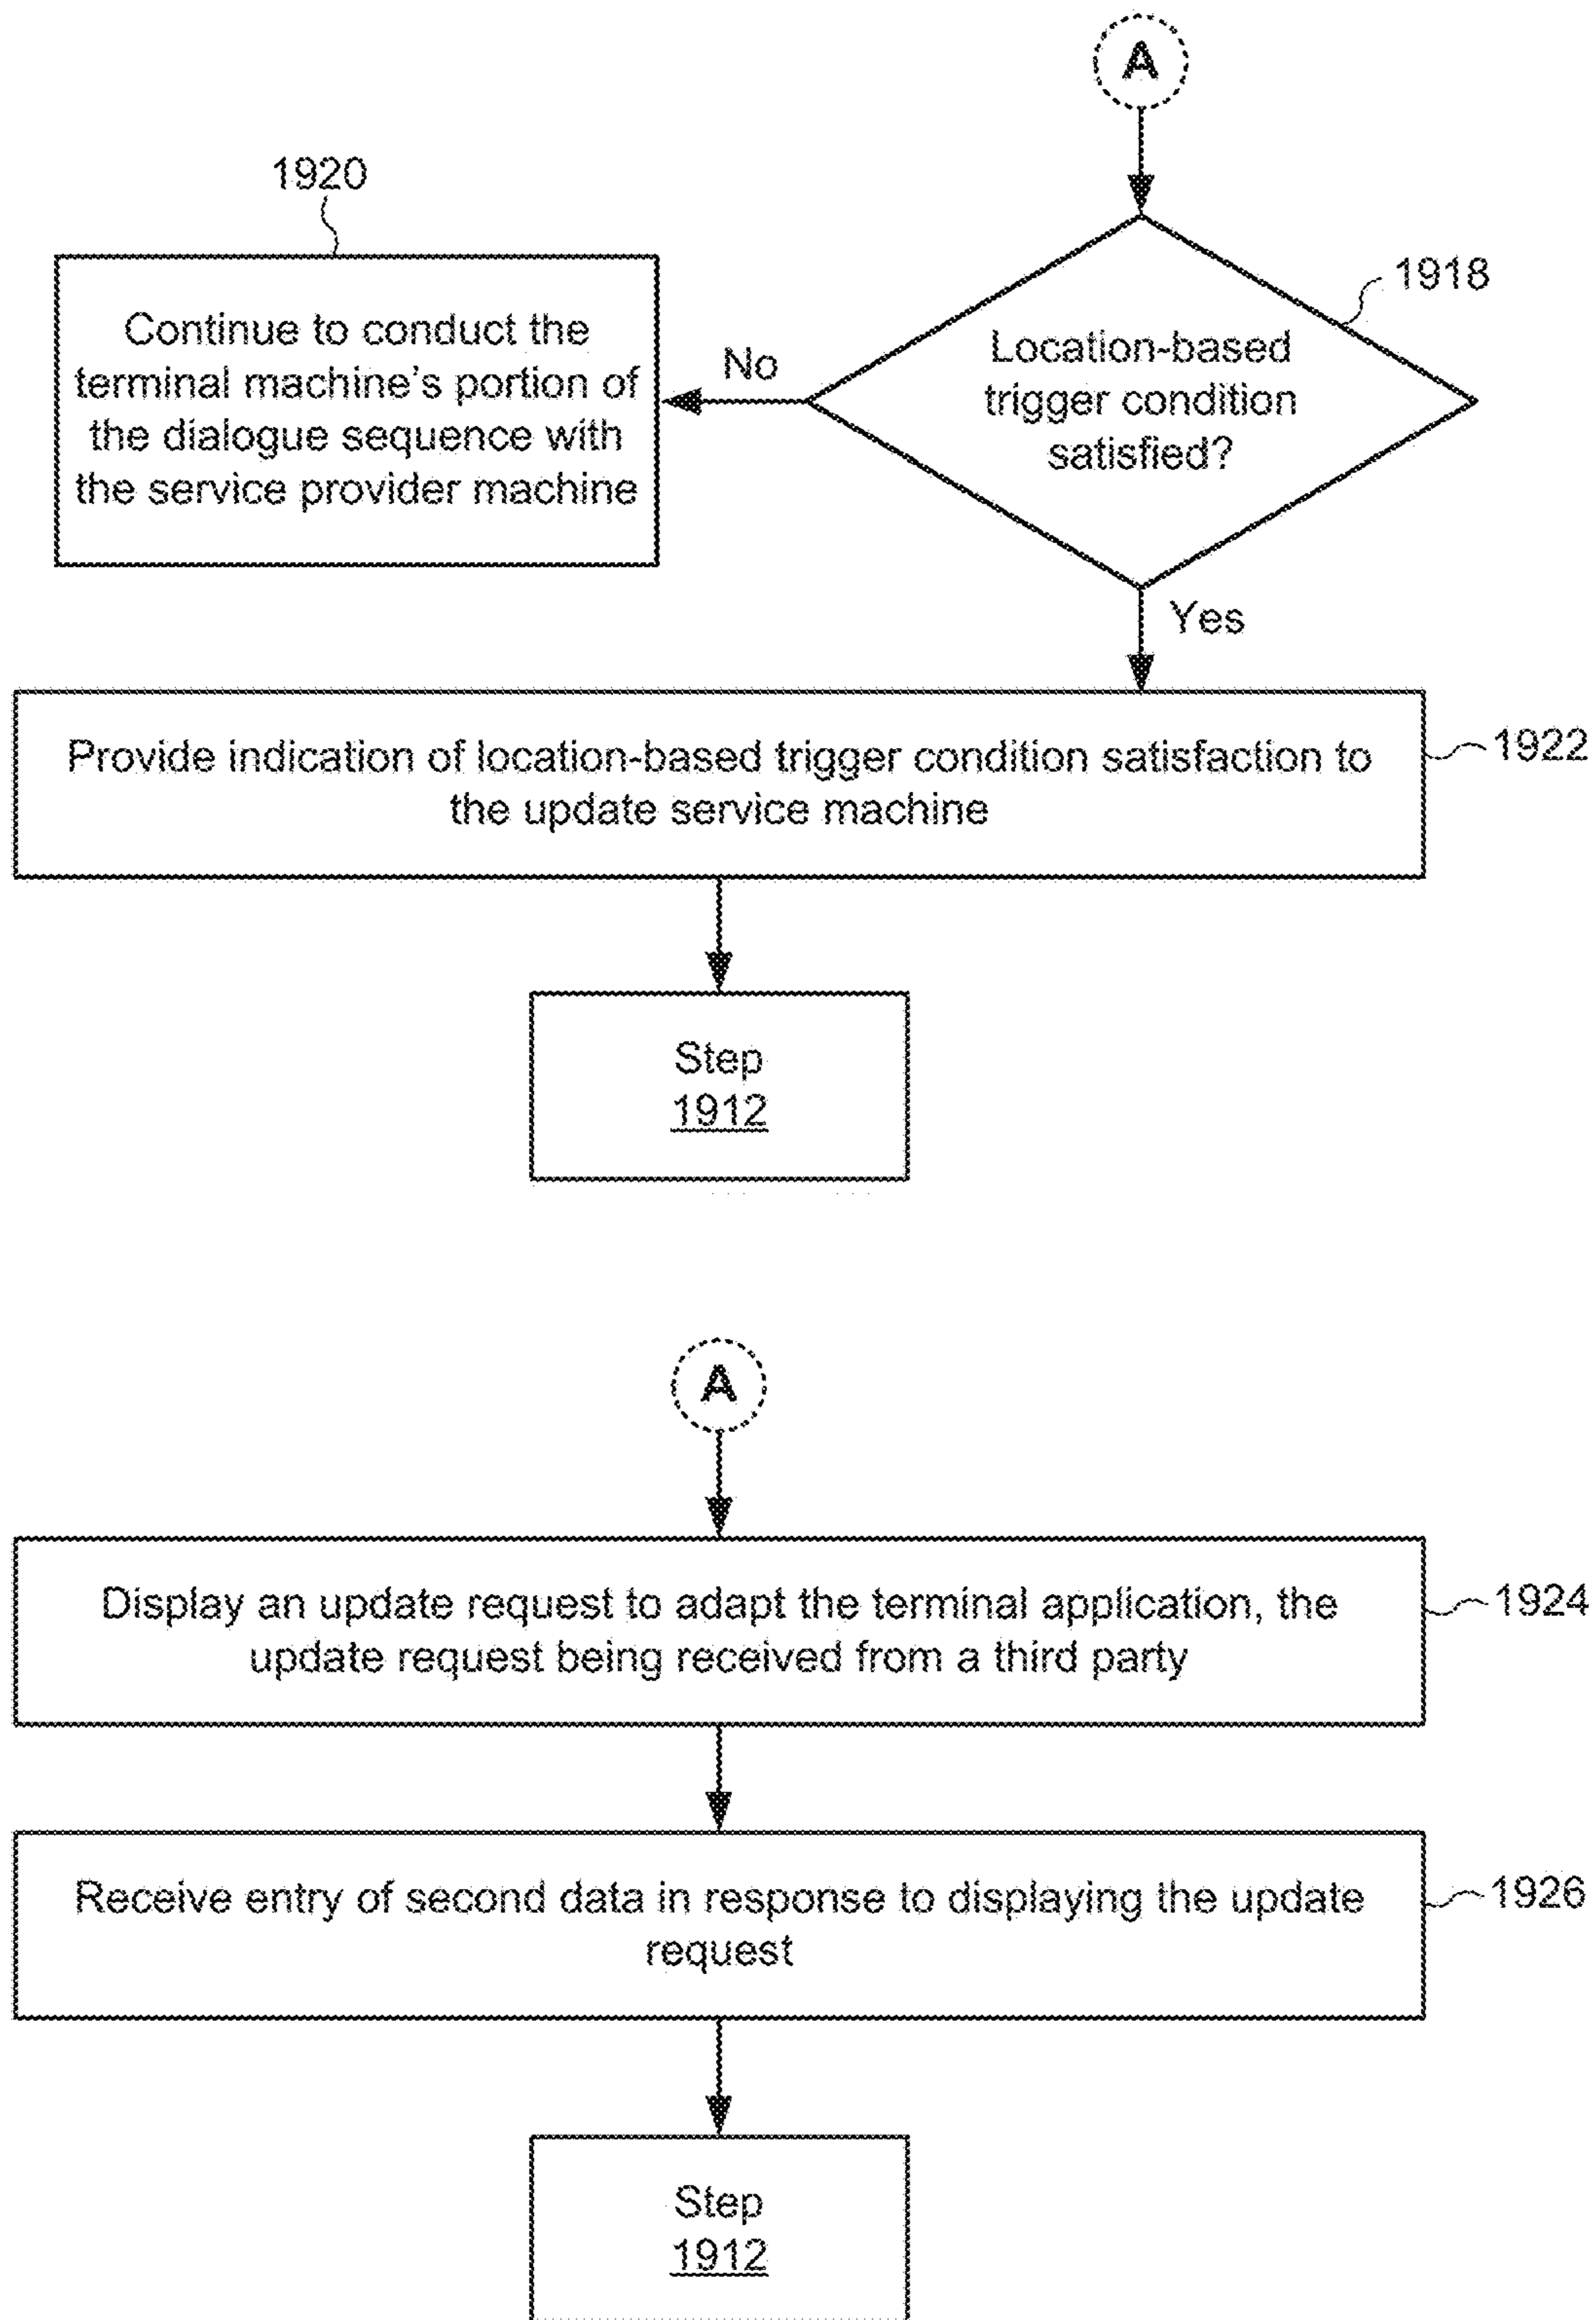 A
1920
1918
Continue to conduct the
terminal machine's portion of
the dialogue sequence with
the service provider machine
No
Location-based
trigger condition
satisfied?
Yes
Provide indication of location-based trigger condition satisfaction to
the update service machine
1922
Step
1912
A
Display an update request to adapt the terminal application, the
update request being received from a third party
1924
Receive entry of second data in response to displaying the update
request
1926
Step
1912